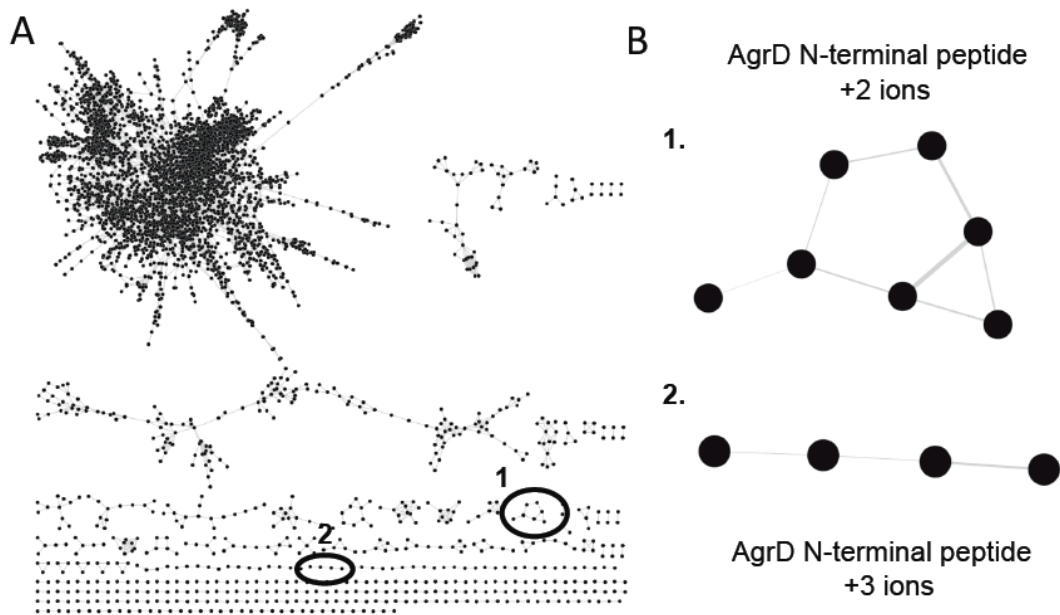 A
B
AgrD N-terminal peptide
+2 ions
1.
2.
1
2
AgrD N-terminal peptide
+3 ions